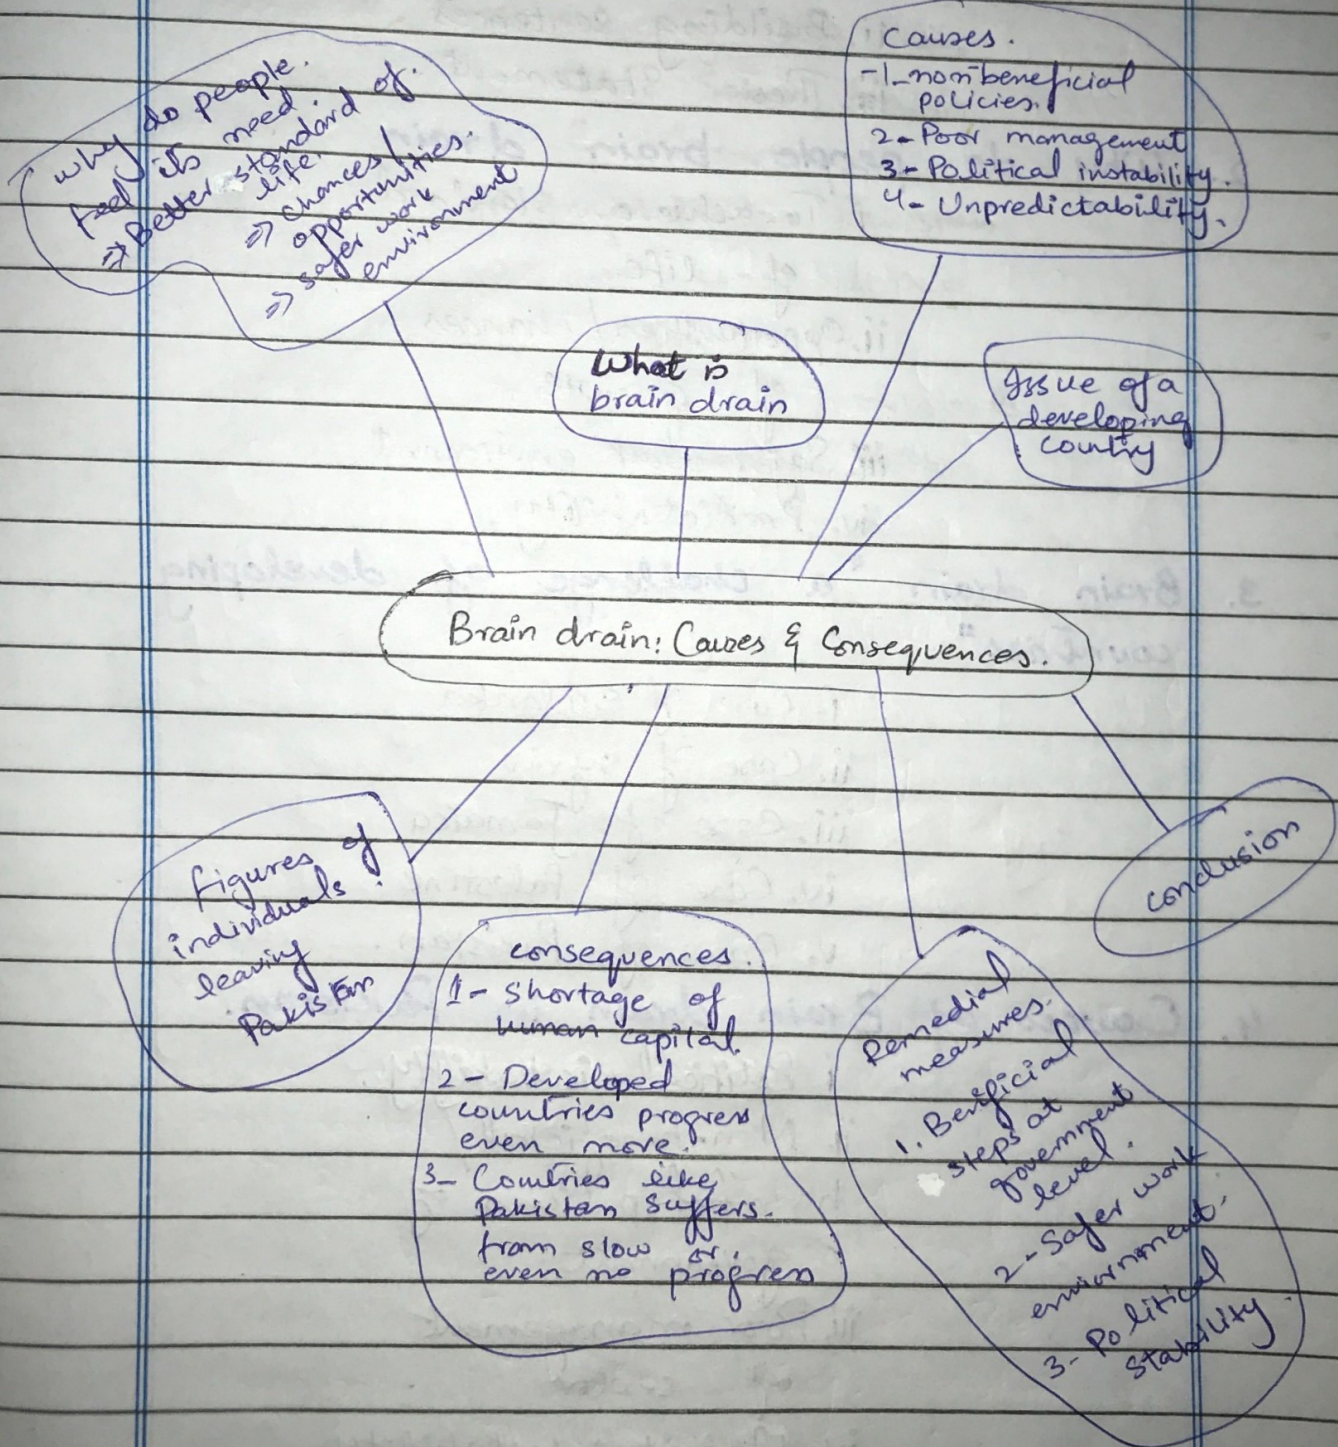 Why do people.
feel its need.
=> Better standard of.
life.
=> Chances/
opportunities.
=> safer work
environment
Causes.
-1- non-beneficial
policies.
2- Poor management
3- Political instability.
4- Unpredictability.
What is
brain drain
Issue of a
developing
country
Brain drain: Causes & Consequences.
figures of
individuals.
leaving
Pakistan
consequences.
1- Shortage of
human capital.
2- Developed
countries progress
even more.
3- Countries like
Pakistan suffers.
from slow or.
even no progress
Remedial
measures.
1. Beneficial
steps at
government
level.
2- Safer work
enviornment.
3- Political
stability.
conclusion